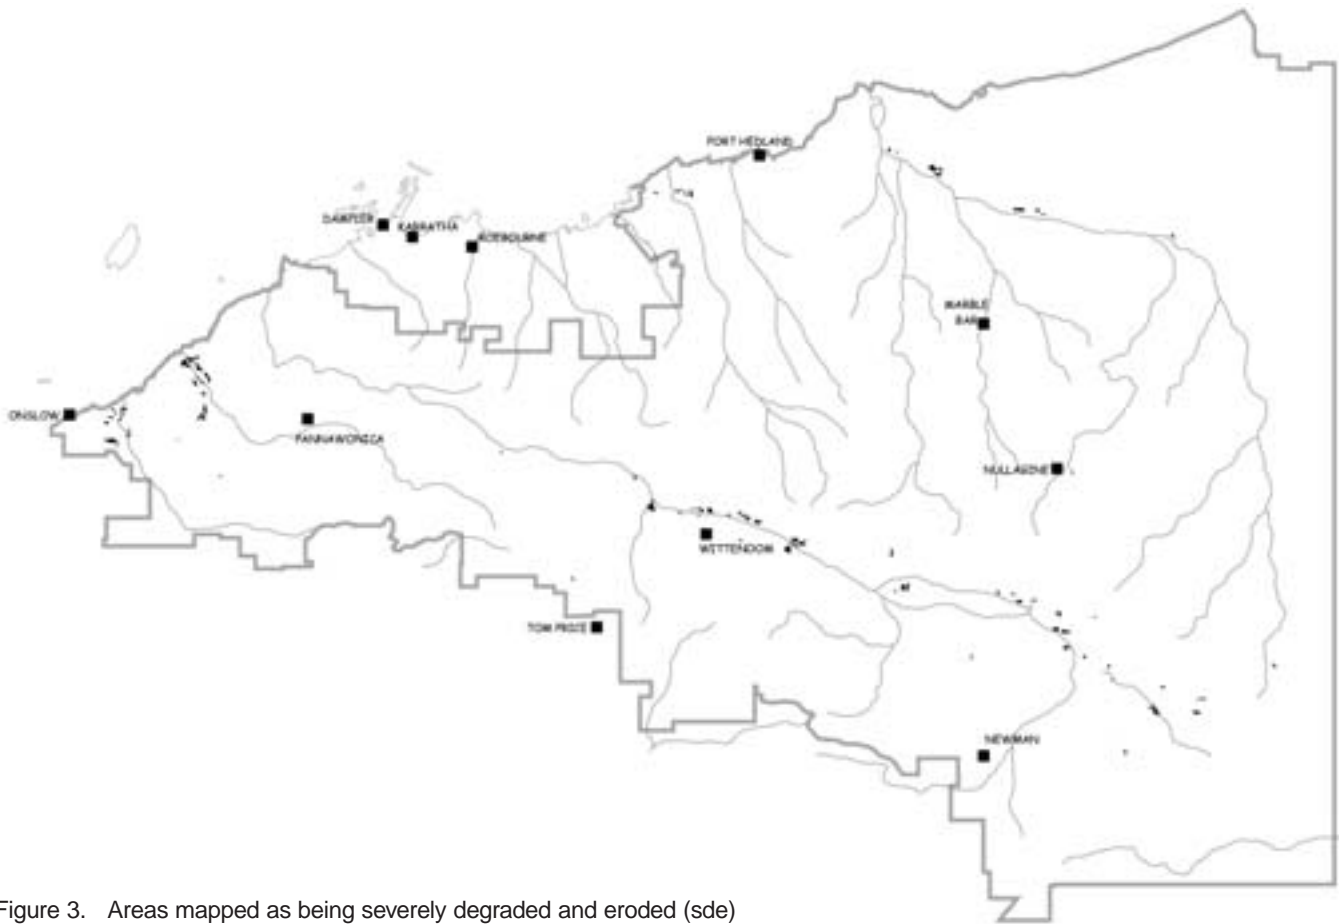 PORT HEDLAND
DAMPIER
KARRATHA
ROEBOURNE
MARBLE
BAR
ONSLOW
PANNAWONICA
NULLAGINE
WITTENOOM
TOM PRICE
NEWMAN
Figure 3. Areas mapped as being severely degraded and eroded (sde)